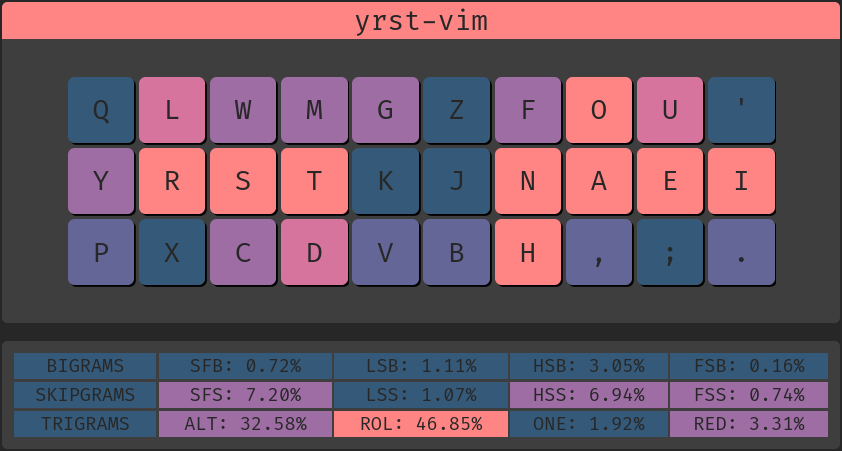 yrst-vim
Q L W M G Z F O U '
Y R S T K J N A E I
P X C D V B H , ; .
BIGRAMS SFB: 0.72% LSB: 1.11% HSB: 3.05% FSB: 0.16%
SKIPGRAMS SFS: 7.20% LSS: 1.07% HSS: 6.94% FSS: 0.74%
TRIGRAMS ALT: 32.58% ROL: 46.85% ONE: 1.92% RED: 3.31%